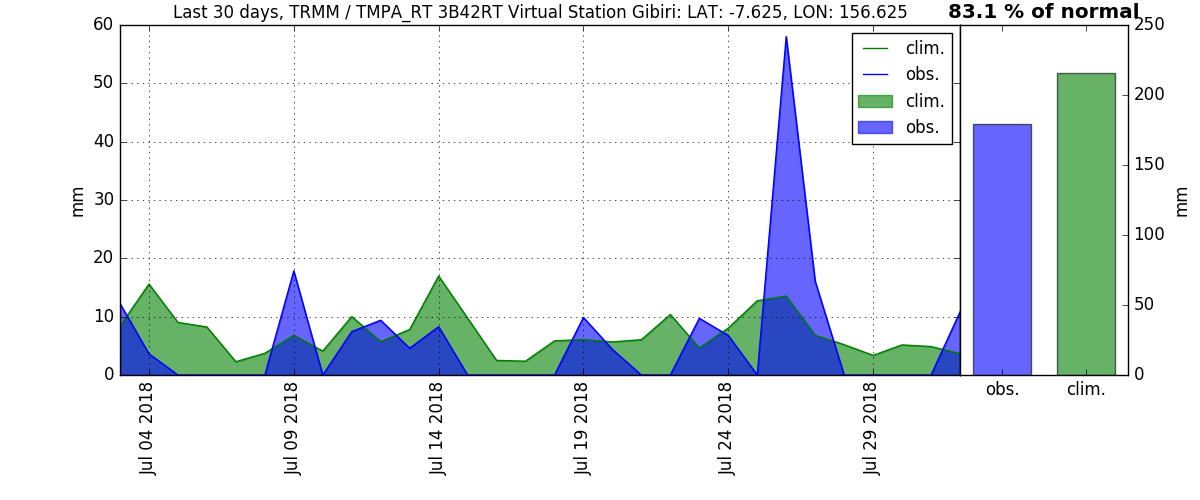 Last 30 days, TRMM / TMPA_RT 3B42RT Virtual Station Gibiri: LAT: -7.625, LON: 156.625
83.1 % of normal
60
50
40
30
20
10
0
mm
clim.
obs.
clim.
obs.
Jul 04 2018
Jul 09 2018
Jul 14 2018
Jul 19 2018
Jul 24 2018
Jul 29 2018
250
200
150
100
50
0
mm
obs.
clim.